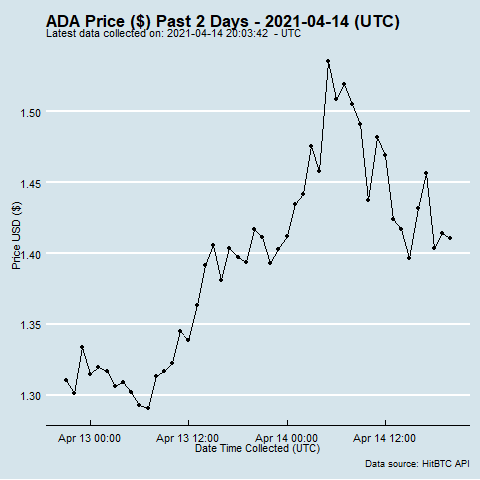 ADA Price ($) Past 2 Days - 2021-04-14 (UTC)
Latest data collected on: 2021-04-14 20:03:42 - UTC
Price USD ($)
1.50
1.45
1.40
1.35
1.30
Apr 13 00:00 Apr 13 12:00 Apr 14 00:00 Apr 14 12:00
Date Time Collected (UTC)
Data source: HitBTC API